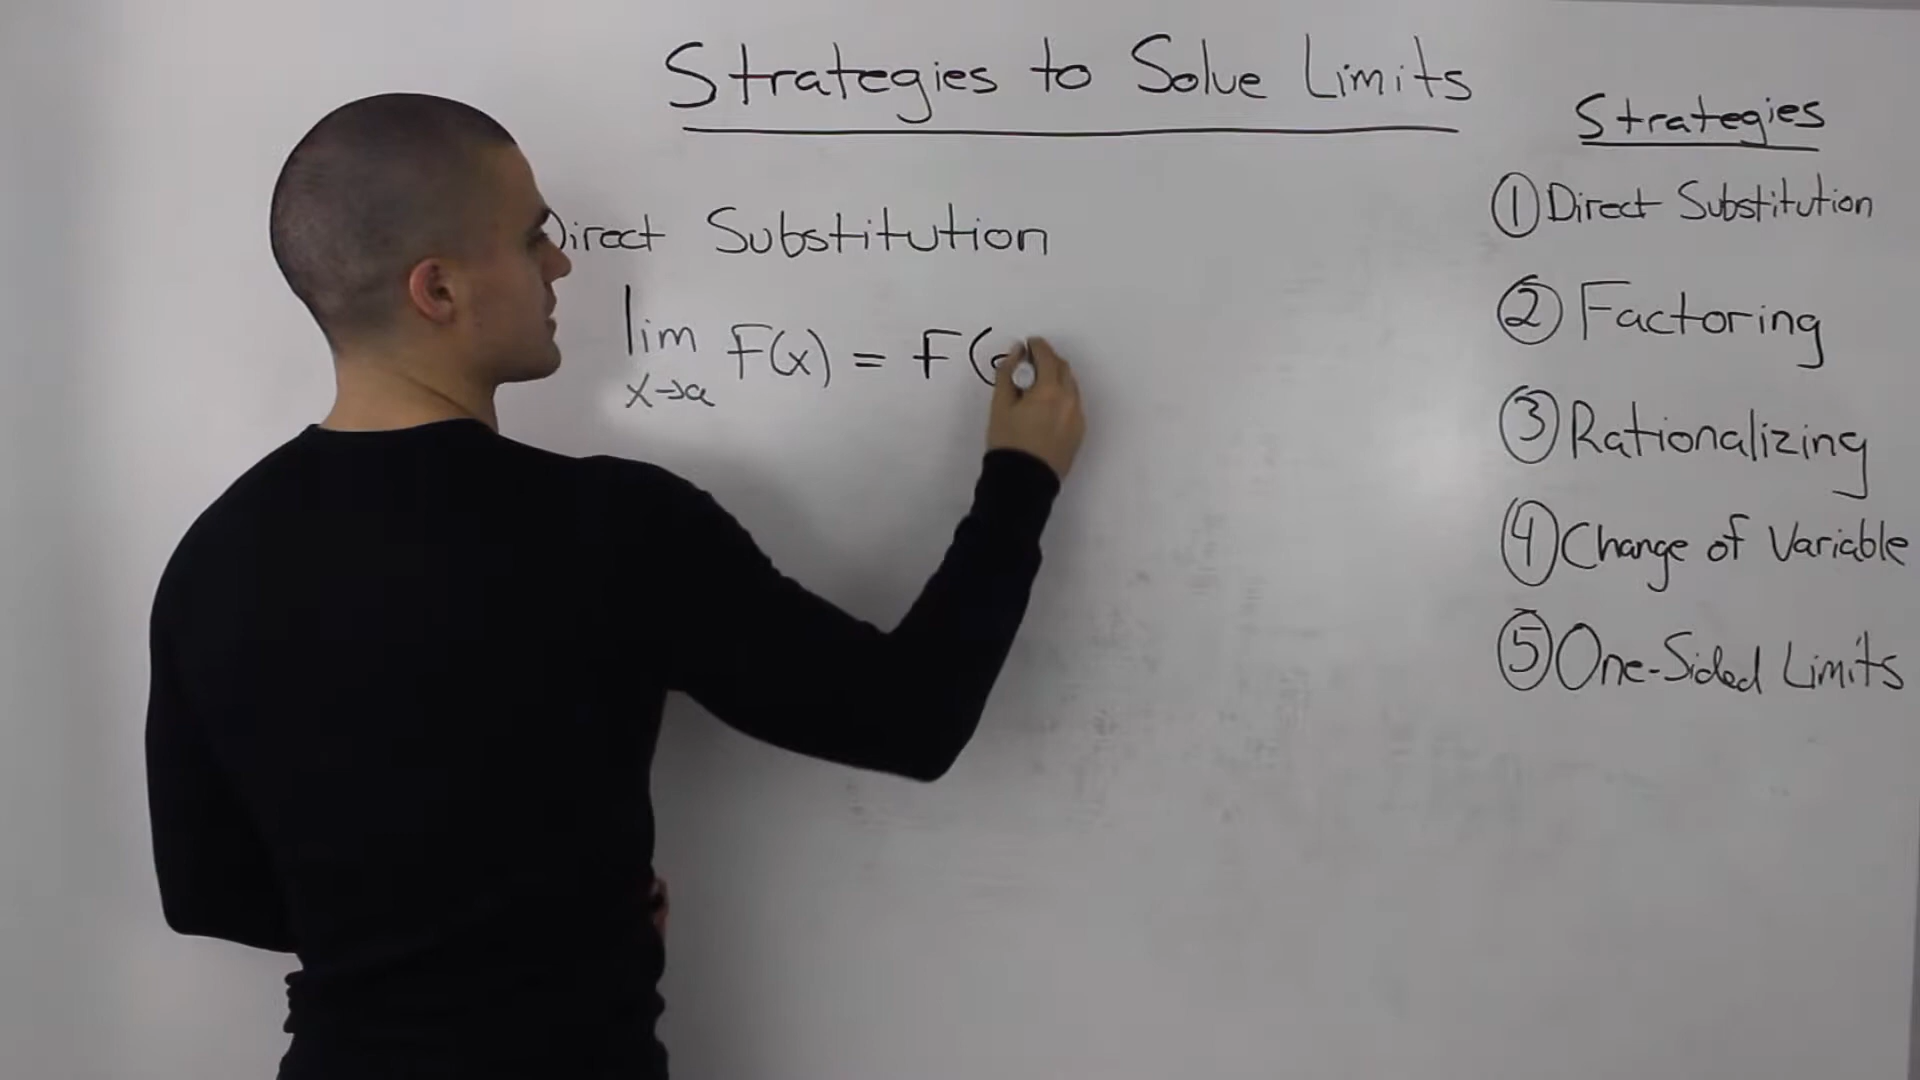 Strategies to Solve Limits
Direct Substitution
lim F(x) = F(
x→a
Strategies
① Direct Substitution
② Factoring
③ Rationalizing
④ Change of Variable
⑤ One-Sided Limits